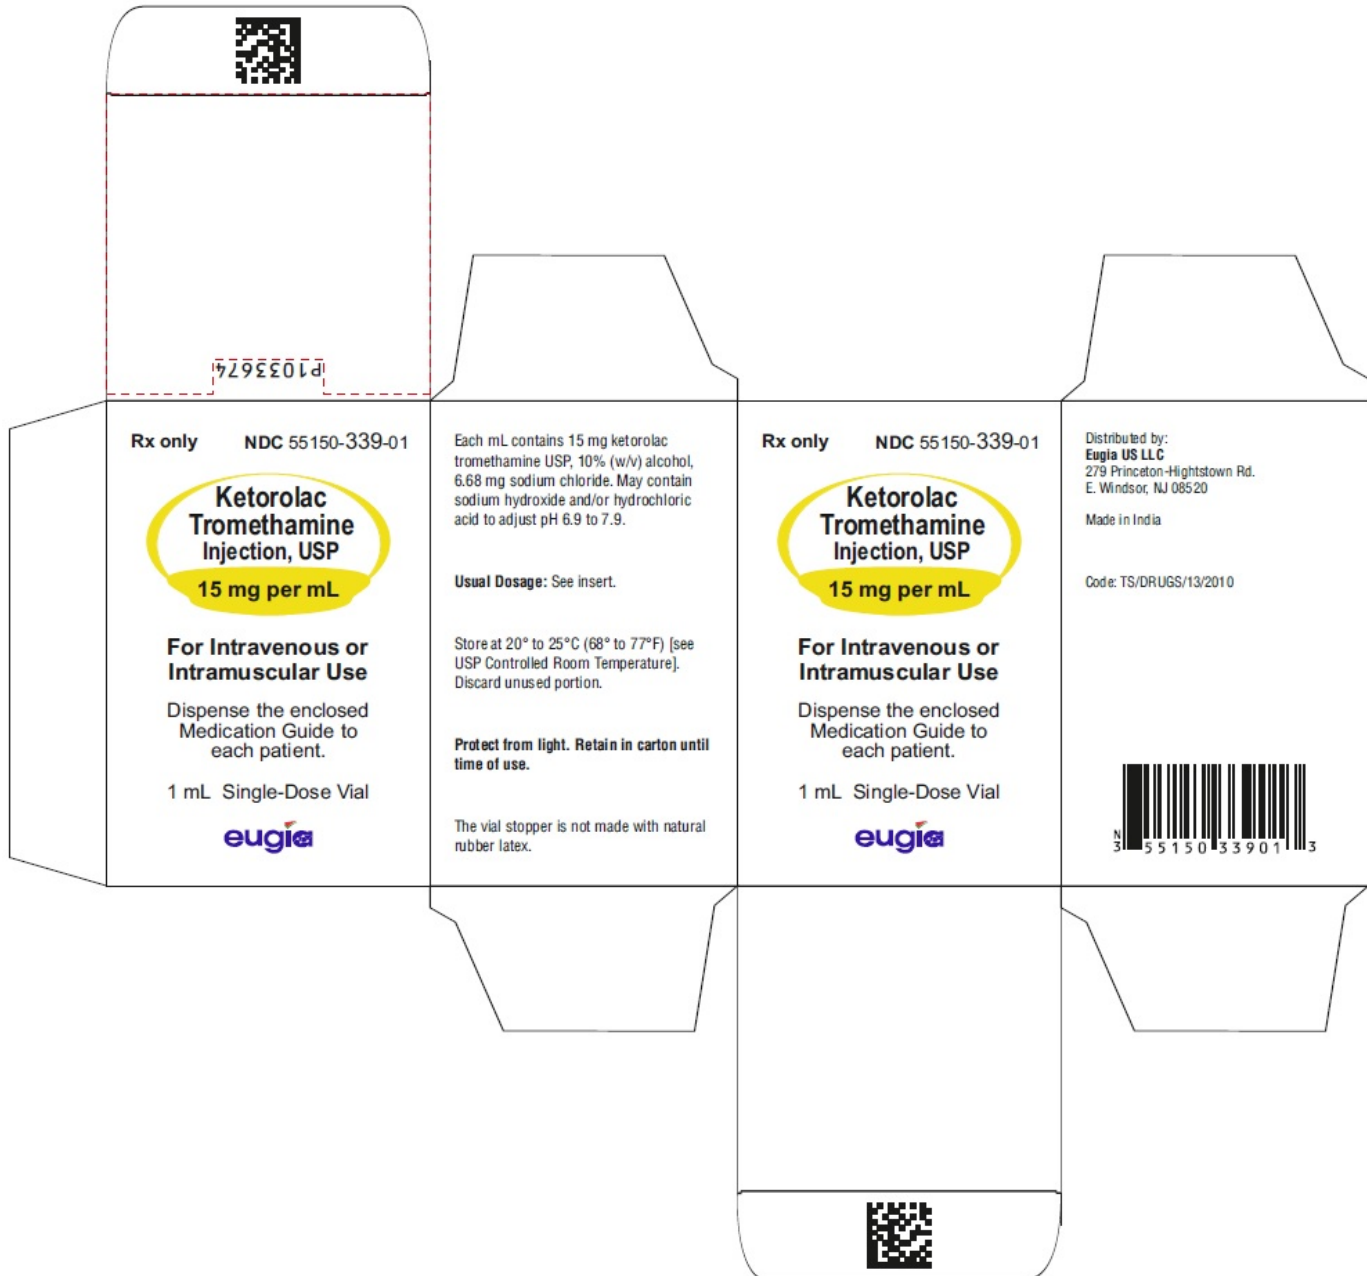 P1033674
Rx only NDC 55150-339-01
Ketorolac
Tromethamine
Injection, USP
15 mg per mL
For Intravenous or
Intramuscular Use
Dispense the enclosed
Medication Guide to
each patient.
1 mL Single-Dose Vial
eugia
Each mL contains 15 mg ketorolac
tromethamine USP, 10% (w/v) alcohol,
6.68 mg sodium chloride. May contain
sodium hydroxide and/or hydrochloric
acid to adjust pH 6.9 to 7.9.
Usual Dosage: See insert.
Store at 20° to 25°C (68° to 77°F) [see
USP Controlled Room Temperature].
Discard unused portion.
Protect from light. Retain in carton until
time of use.
The vial stopper is not made with natural
rubber latex.
Rx only NDC 55150-339-01
Ketorolac
Tromethamine
Injection, USP
15 mg per mL
For Intravenous or
Intramuscular Use
Dispense the enclosed
Medication Guide to
each patient.
1 mL Single-Dose Vial
eugia
Distributed by:
Eugia US LLC
279 Princeton-Hightstown Rd.
E. Windsor, NJ 08520
Made in India
Code: TS/DRUGS/13/2010
N
3 55150 33901 3